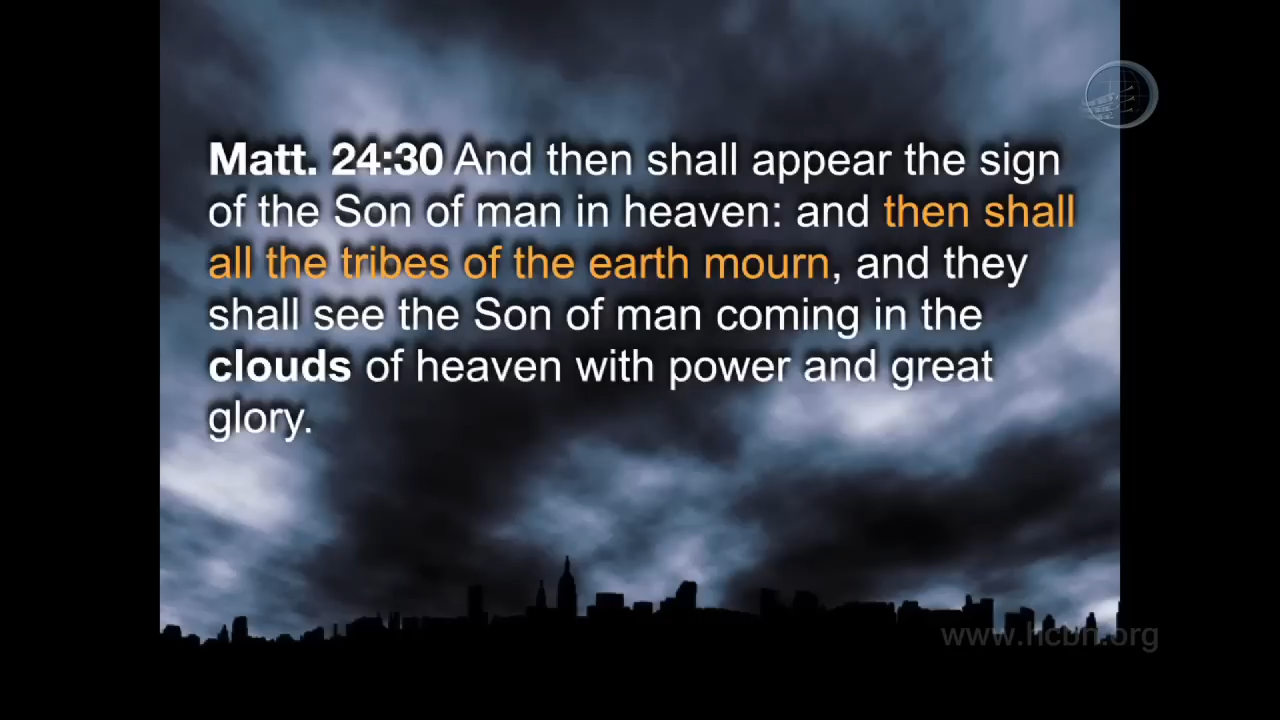 Matt. 24:30 And then shall appear the sign
of the Son of man in heaven: and then shall
all the tribes of the earth mourn, and they
shall see the Son of man coming in the
clouds of heaven with power and great
glory.
www.hcbn.org